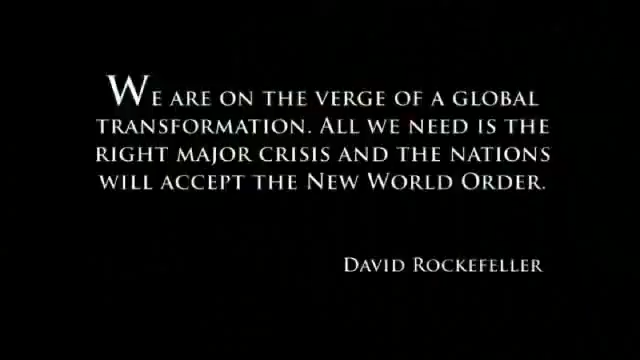 We are on the verge of a global
transformation. All we need is the
right major crisis and the nations
will accept the New World Order.
David Rockefeller